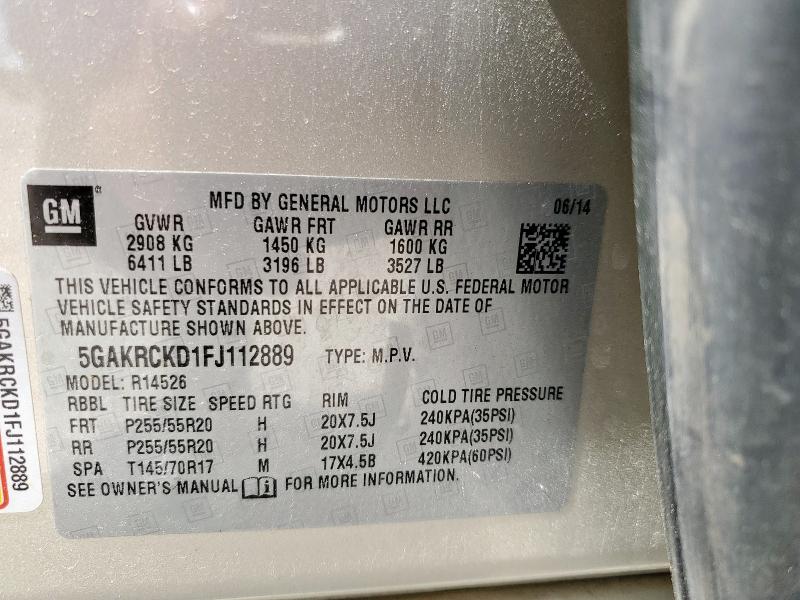 GM
MFD BY GENERAL MOTORS LLC 06/14
GVWR GAWR FRT GAWR RR
2908 KG 1450 KG 1600 KG
6411 LB 3196 LB 3527 LB
THIS VEHICLE CONFORMS TO ALL APPLICABLE U.S. FEDERAL MOTOR
VEHICLE SAFETY STANDARDS IN EFFECT ON THE DATE OF
MANUFACTURE SHOWN ABOVE.
5GAKRCKD1FJ112889 TYPE: M.P.V.
MODEL: R14526
RBBL TIRE SIZE SPEED RTG RIM COLD TIRE PRESSURE
FRT P255/55R20 H 20X7.5J 240KPA(35PSI)
RR P255/55R20 H 20X7.5J 240KPA(35PSI)
SPA T145/70R17 M 17X4.5B 420KPA(60PSI)
SEE OWNER'S MANUAL FOR MORE INFORMATION.
5GAKRCKD1FJ112889